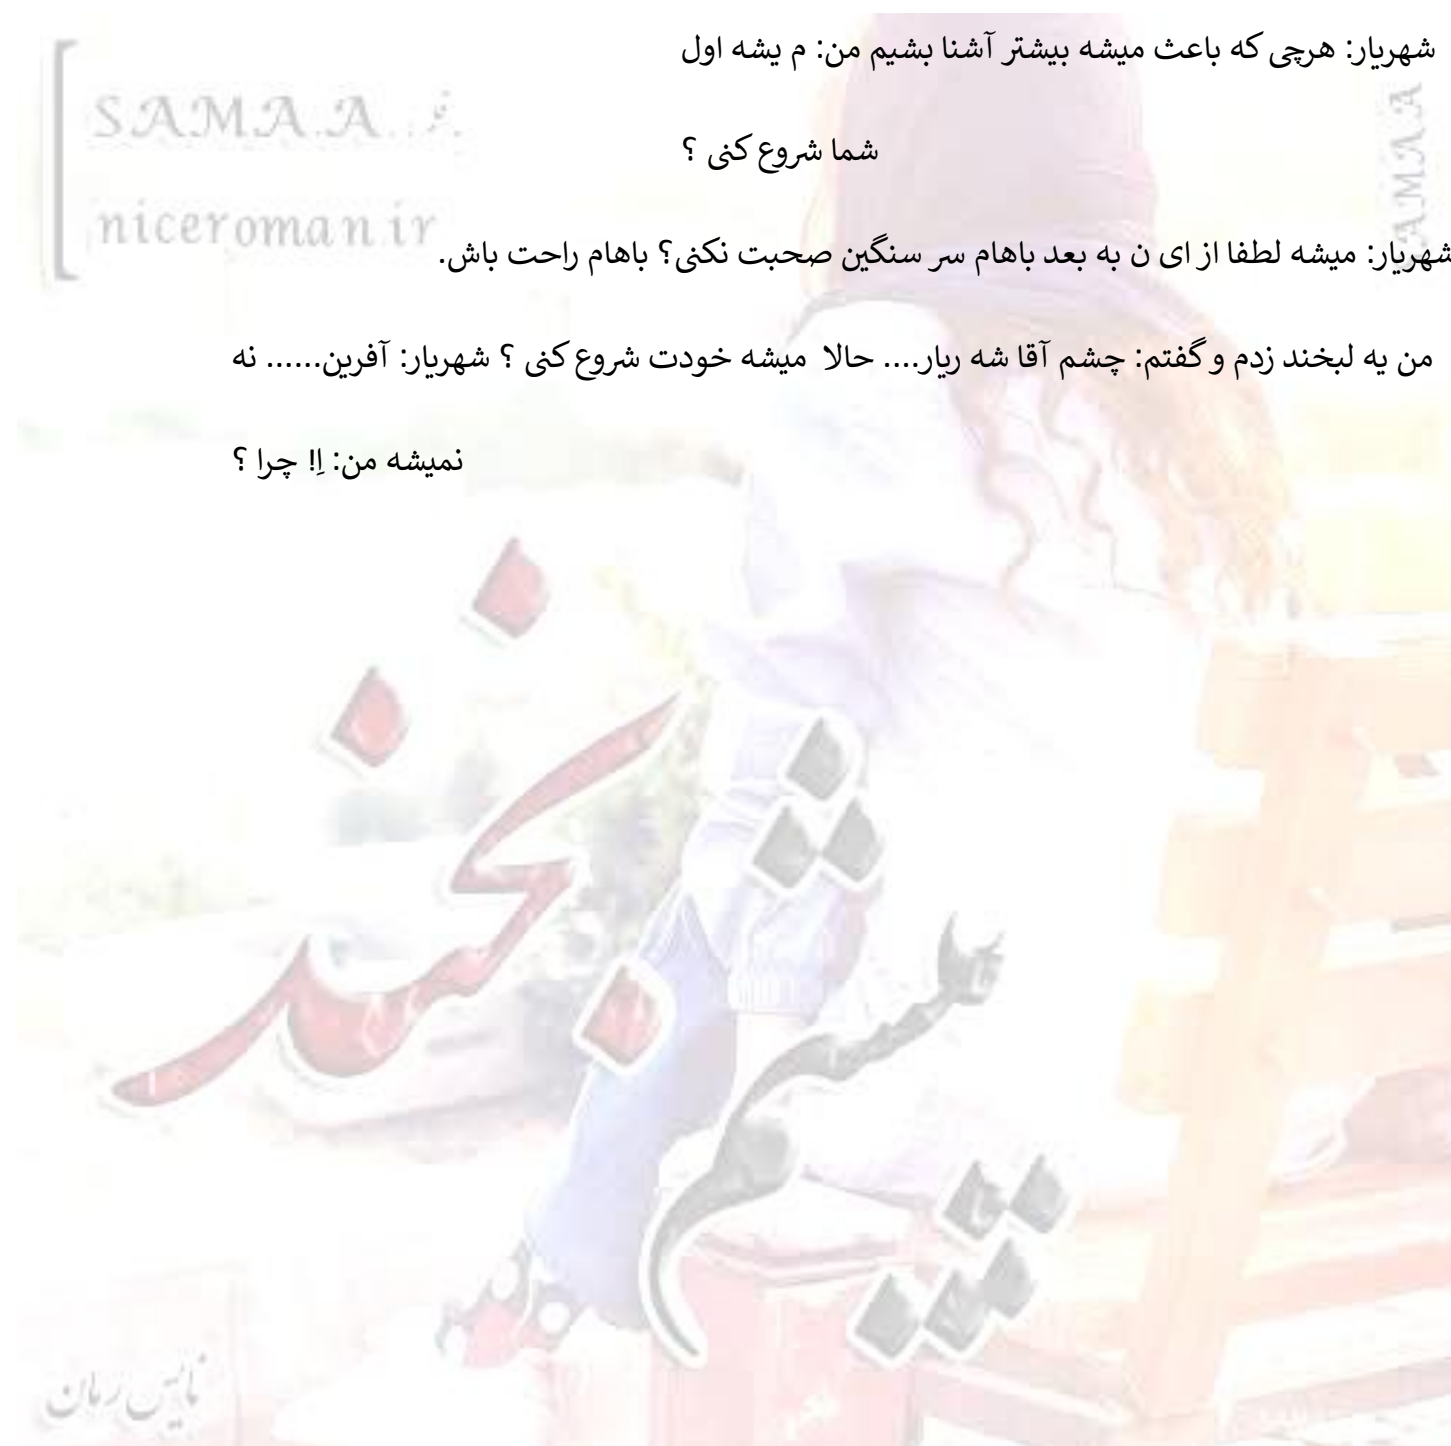 شهریار: هرچی که باعث میشه بیشتر آشنا بشیم من: م یشه اول
شما شروع کنی ؟
شهریار: میشه لطفا از ای ن به بعد باهام سر سنگین صحبت نکنی؟ باهام راحت باش.
من یه لبخند زدم و گفتم: چشم آقا شه ریار.... حالا میشه خودت شروع کنی ؟ شهریار: آفرین...... نه
نمیشه من: اِ! چرا ؟
SAMA.A
niceroman.ir
AMA.A
بخند
چشم
نایس رمان